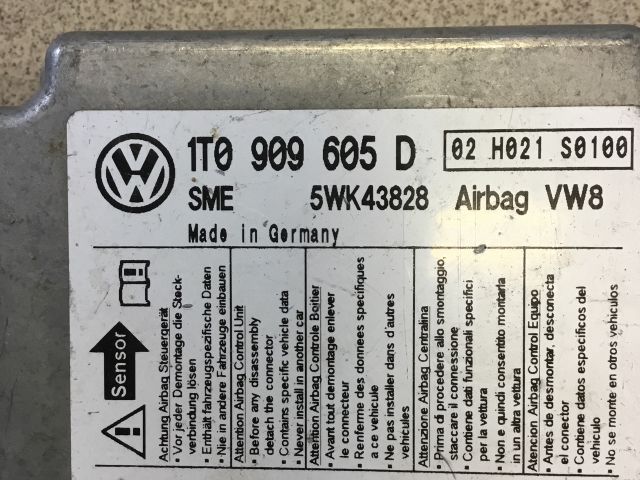 1T0 909 605 D
02 H021 S0100
SME 5WK43828 Airbag VW8
Made in Germany
Sensor
Achtung Airbag Steuergerät
• Vor jeder Demontage die Steck-
verbindung lösen
• Enthält fahrzeugspezifische Daten
• Nie in andere Fahrzeuge einbauen
Attention Airbag Control Unit
• Before any disassembly
detach the connector
• Contains specific vehicle data
• Never install in another car
Attention Airbag Controle Boitier
• Avant tout demontage enlever
le connecteur
• Renferme des donnees specifiques
a ce vehicule
• Ne pas installer dans d'autres
vehicules
Attenzione Airbag Centralina
• Prima di procedere allo smontaggio,
staccare il connessione
• Contiene dati funzionali specifici
per la vettura
• Non e quindi consentito montarla
in un altra vettura
Atencion Airbag Control Equipo
• Antes de desmontar, desconecta
el conector
• Contiene datos especificos del
vehiculo
• No se monte en otros vehiculos